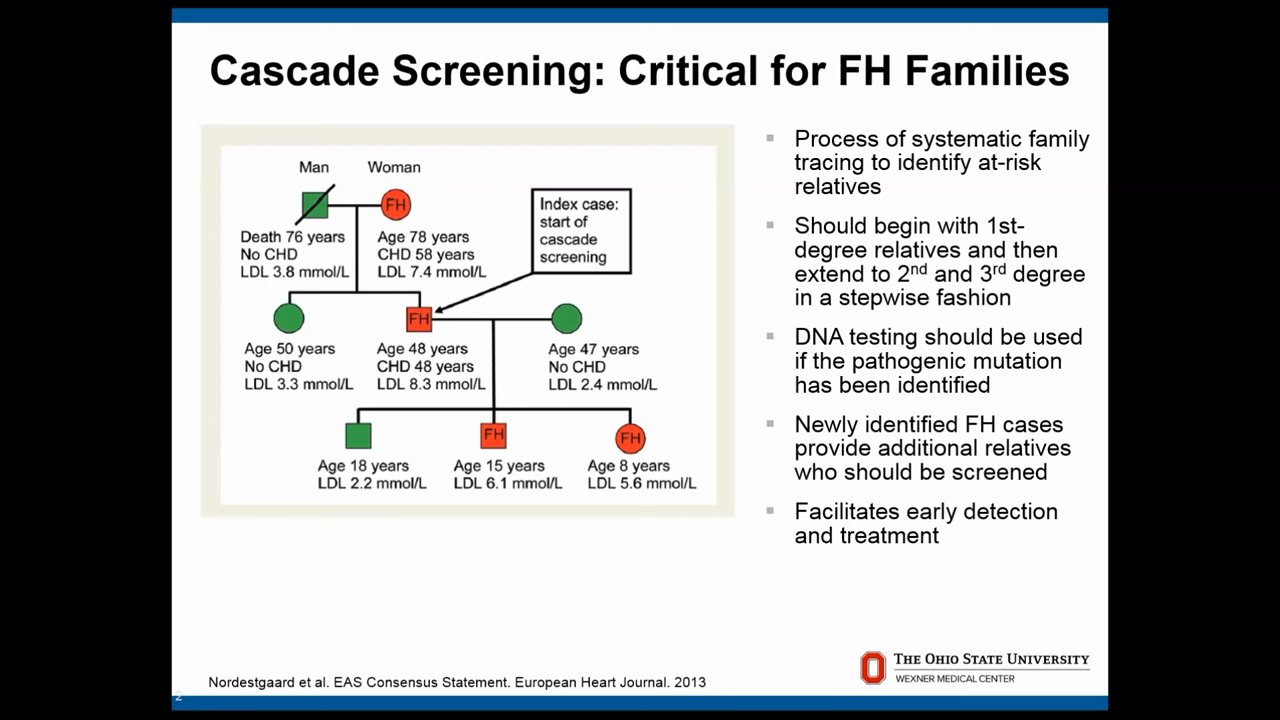 Cascade Screening: Critical for FH Families
Man
Woman
FH
Death 76 years
No CHD
LDL 3.8 mmol/L
Age 78 years
CHD 58 years
LDL 7.4 mmol/L
Index case:
start of
cascade
screening
FH
Age 50 years
No CHD
LDL 3.3 mmol/L
Age 48 years
CHD 48 years
LDL 8.3 mmol/L
Age 47 years
No CHD
LDL 2.4 mmol/L
FH
FH
Age 18 years
LDL 2.2 mmol/L
Age 15 years
LDL 6.1 mmol/L
Age 8 years
LDL 5.6 mmol/L
Process of systematic family
tracing to identify at-risk
relatives
Should begin with 1st-
degree relatives and then
extend to 2nd and 3rd degree
in a stepwise fashion
DNA testing should be used
if the pathogenic mutation
has been identified
Newly identified FH cases
provide additional relatives
who should be screened
Facilitates early detection
and treatment
THE OHIO STATE UNIVERSITY
WEXNER MEDICAL CENTER
Nordestgaard et al. EAS Consensus Statement. European Heart Journal. 2013
2